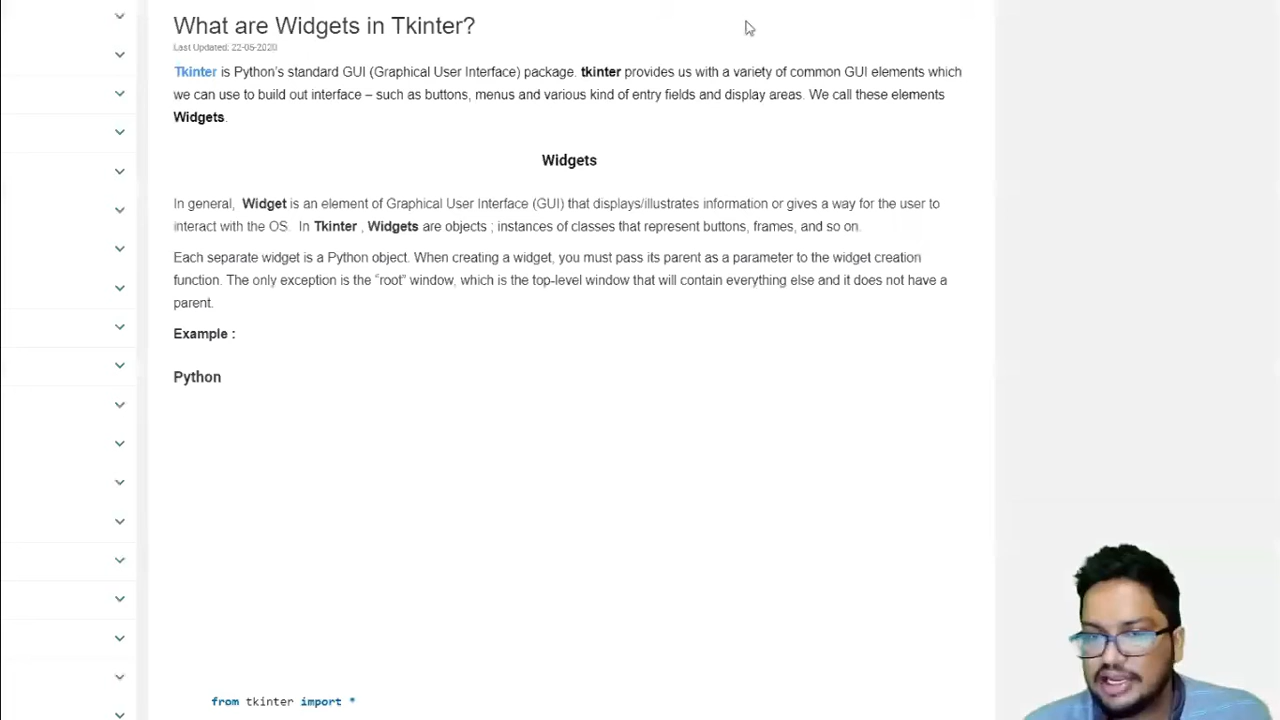 What are Widgets in Tkinter?
Last Updated: 22-05-2020
Tkinter is Python's standard GUI (Graphical User Interface) package. tkinter provides us with a variety of common GUI elements which
we can use to build out interface – such as buttons, menus and various kind of entry fields and display areas. We call these elements
Widgets.
Widgets
In general, Widget is an element of Graphical User Interface (GUI) that displays/illustrates information or gives a way for the user to
interact with the OS. In Tkinter , Widgets are objects ; instances of classes that represent buttons, frames, and so on.
Each separate widget is a Python object. When creating a widget, you must pass its parent as a parameter to the widget creation
function. The only exception is the “root” window, which is the top-level window that will contain everything else and it does not have a
parent.
Example :
Python
from tkinter import *